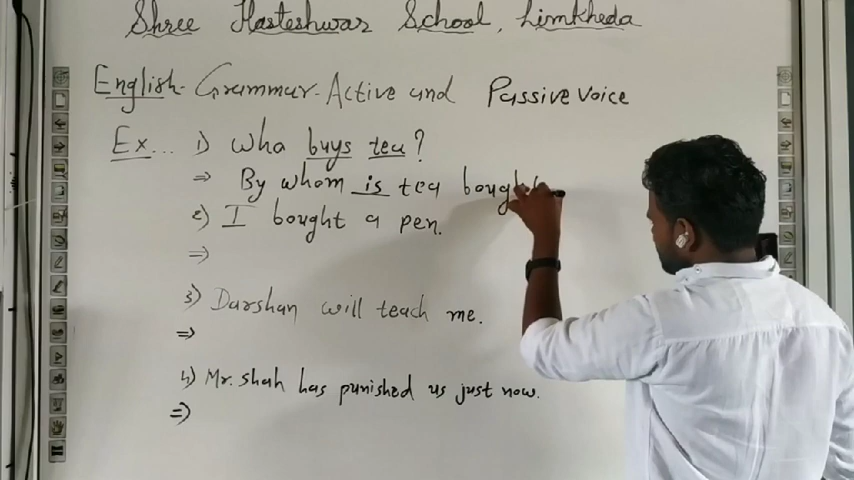 Shree Hasteshwar School, Limkheda
English-Grammar-Active and Passive Voice
Ex... 1) Who buys tea?
⇒ By whom is tea bought
2) I bought a pen.
⇒
3) Darshan will teach me.
⇒
4) Mr. Shah has punished us just now.
⇒